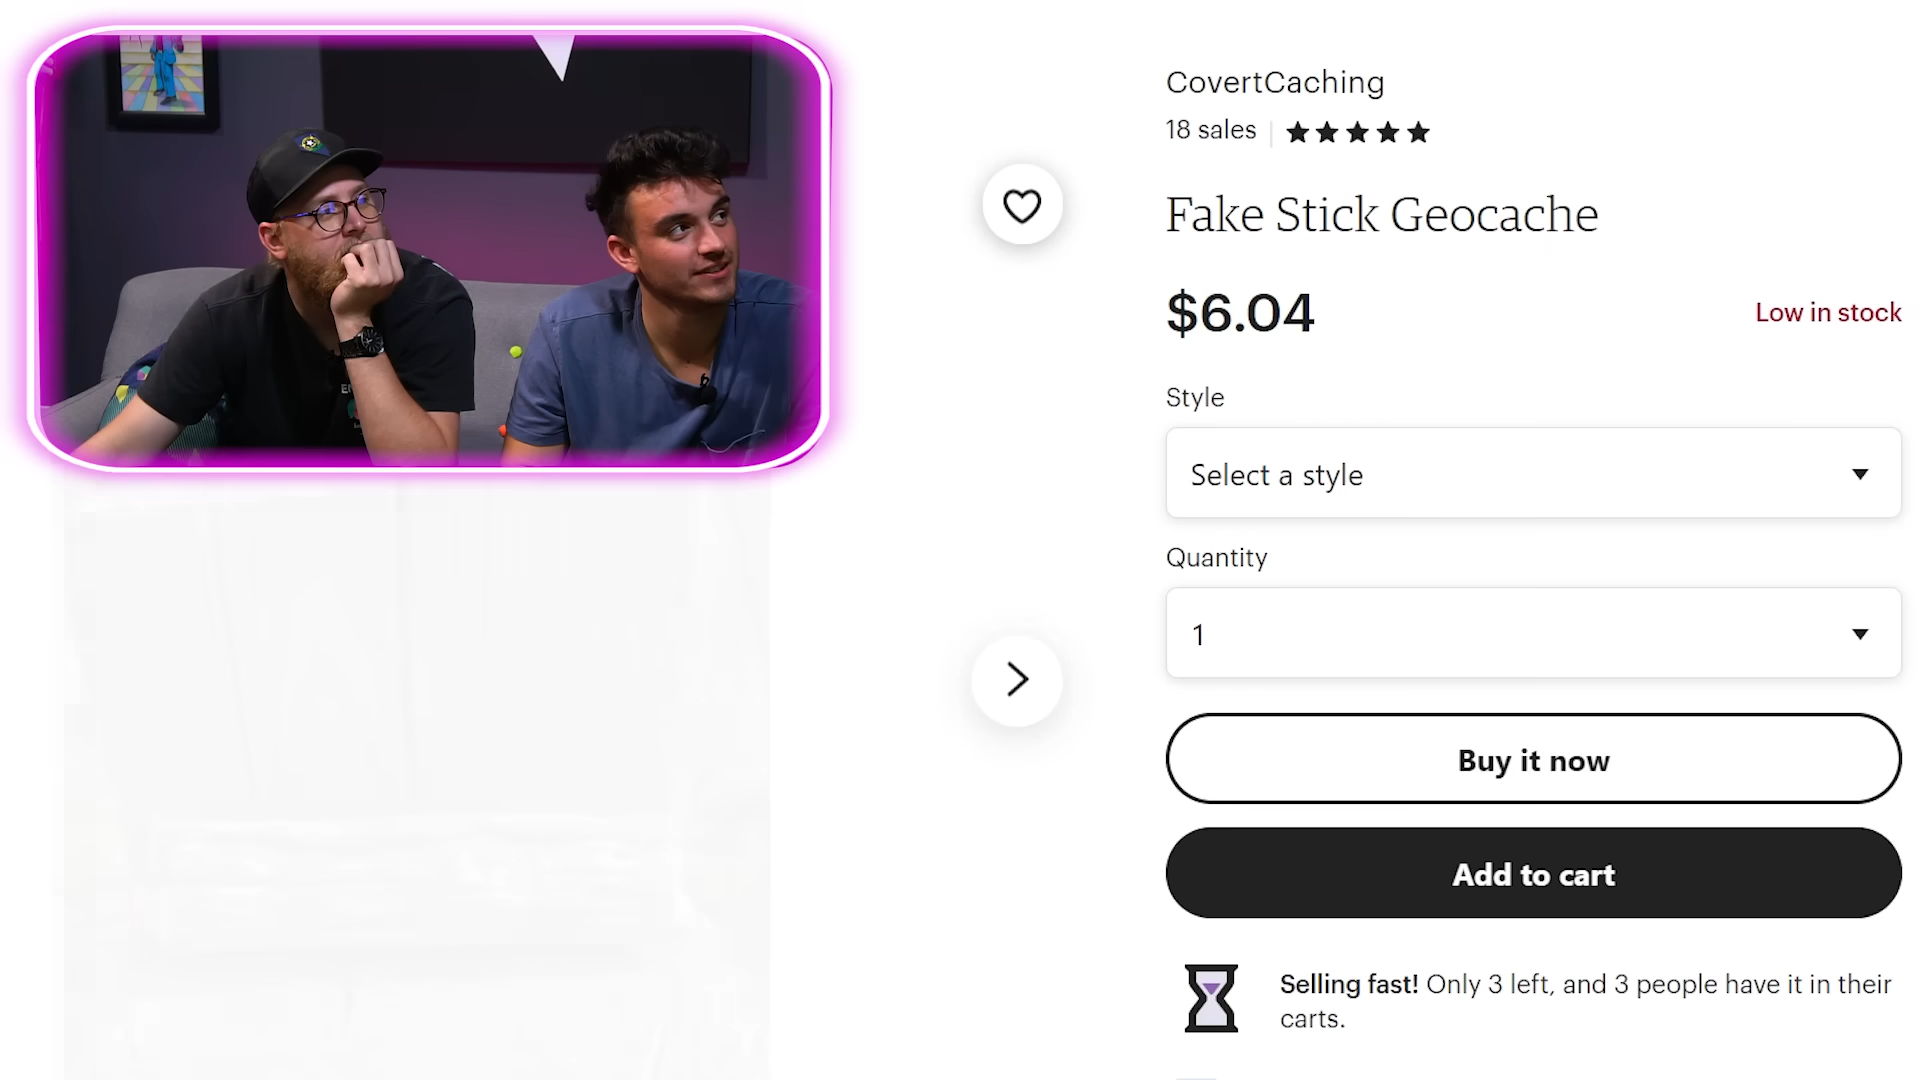 CovertCaching
18 sales
Fake Stick Geocache
$6.04
Low in stock
Style
Select a style
Quantity
1
Buy it now
Add to cart
Selling fast! Only 3 left, and 3 people have it in their
carts.